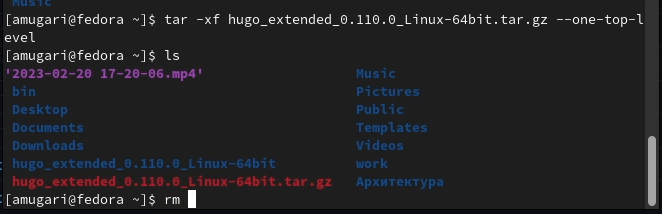 Music
[amugari@fedora ~]$ tar -xf hugo_extended_0.110.0_Linux-64bit.tar.gz --one-top-l
evel
[amugari@fedora ~]$ ls
'2023-02-20 17-20-06.mp4' Music
bin Pictures
Desktop Public
Documents Templates
Downloads Videos
hugo_extended_0.110.0_Linux-64bit work
hugo_extended_0.110.0_Linux-64bit.tar.gz Архитектура
[amugari@fedora ~]$ rm